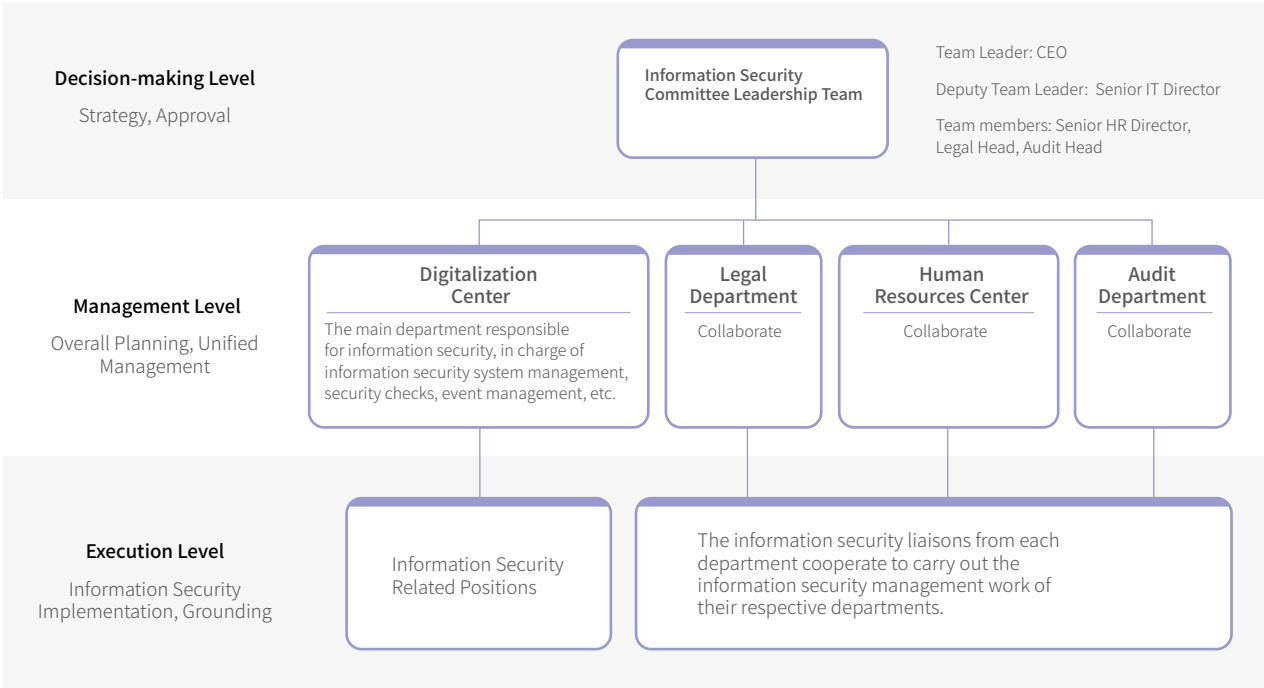 Decision-making Level
Strategy, Approval
Information Security
Committee Leadership Team
Team Leader: CEO
Deputy Team Leader: Senior IT Director
Team members: Senior HR Director,
Legal Head, Audit Head
Management Level
Overall Planning, Unified
Management
Digitalization
Center
The main department responsible
for information security, in charge of
information security system management,
security checks, event management, etc.
Legal
Department
Collaborate
Human
Resources Center
Collaborate
Audit
Department
Collaborate
Execution Level
Information Security
Implementation, Grounding
Information Security
Related Positions
The information security liaisons from each
department cooperate to carry out the
information security management work of
their respective departments.